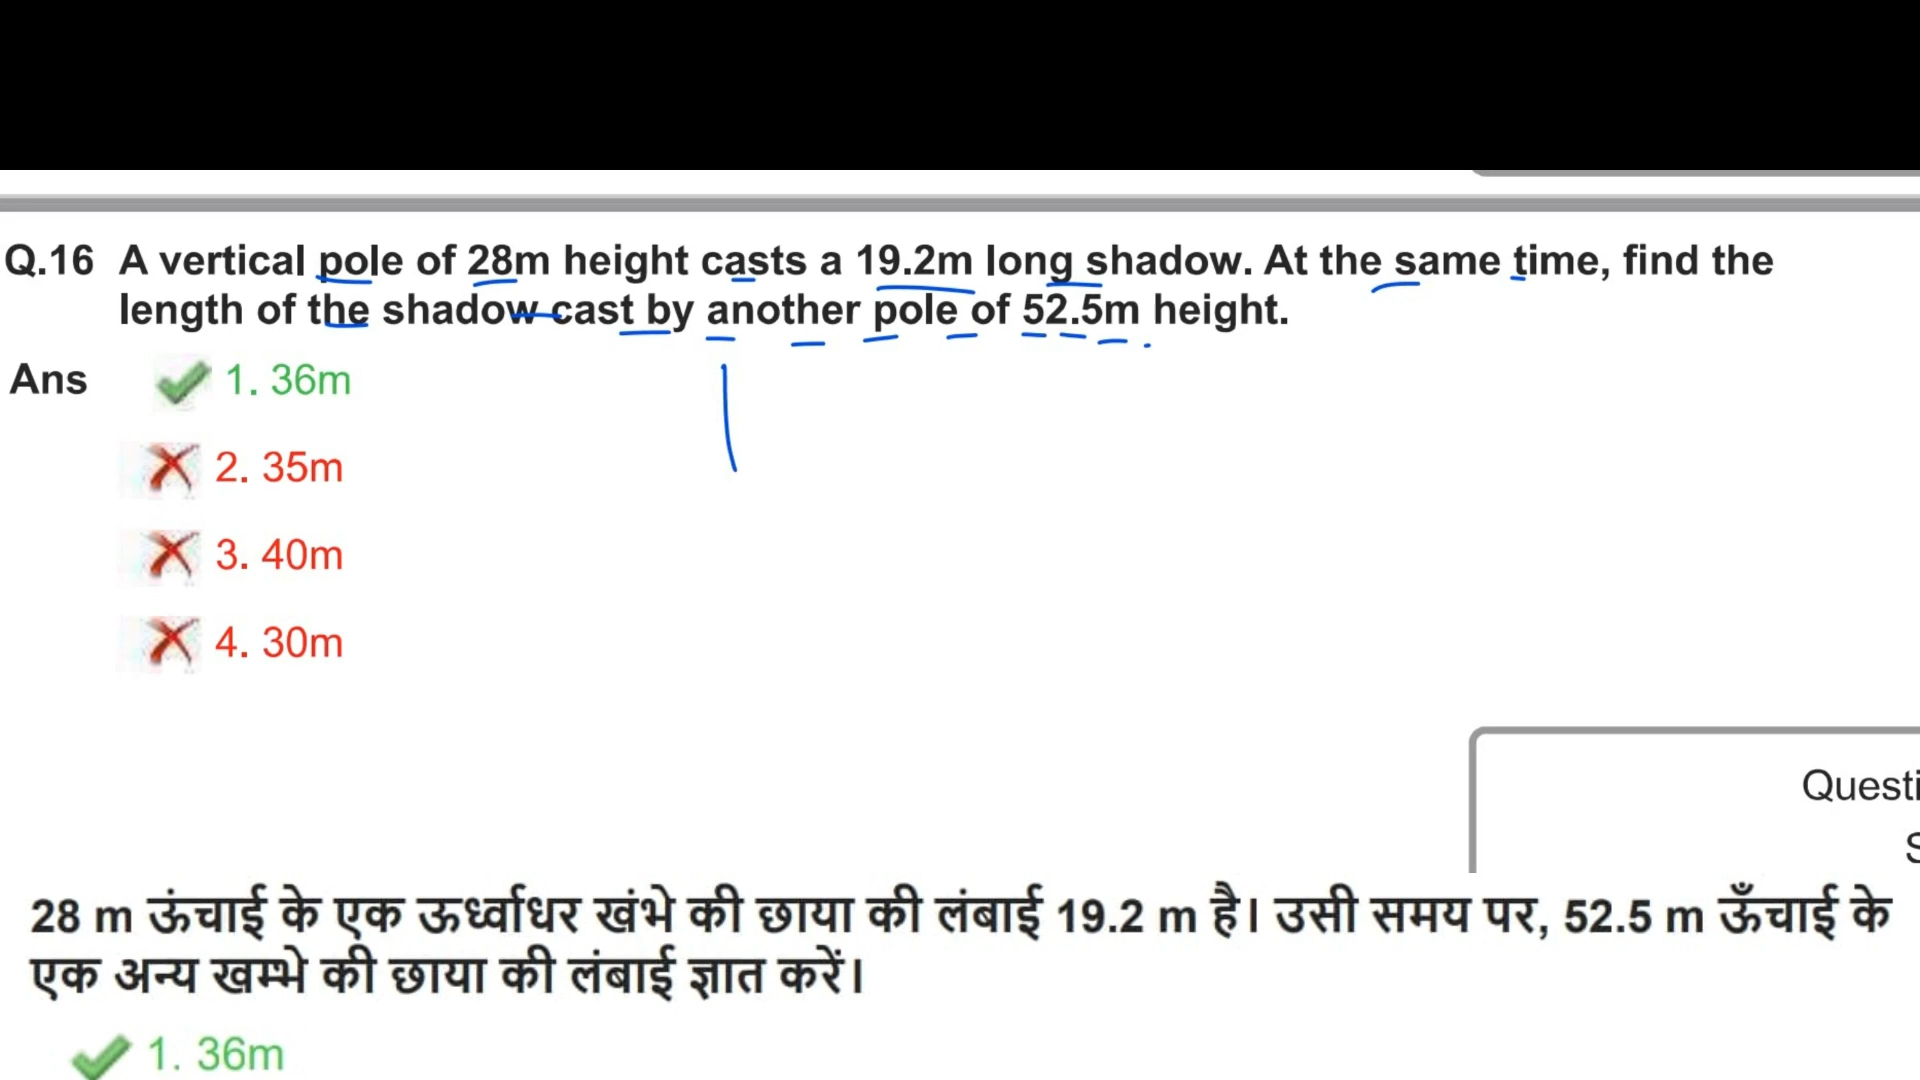 Q.16 A vertical pole of 28m height casts a 19.2m long shadow. At the same time, find the
length of the shadow cast by another pole of 52.5m height.
Ans 1. 36m
2. 35m
3. 40m
4. 30m
Questi
S
28 m ऊंचाई के एक ऊर्ध्वाधर खंभे की छाया की लंबाई 19.2 m है। उसी समय पर, 52.5 m ऊँचाई के
एक अन्य खम्भे की छाया की लंबाई ज्ञात करें।
1. 36m